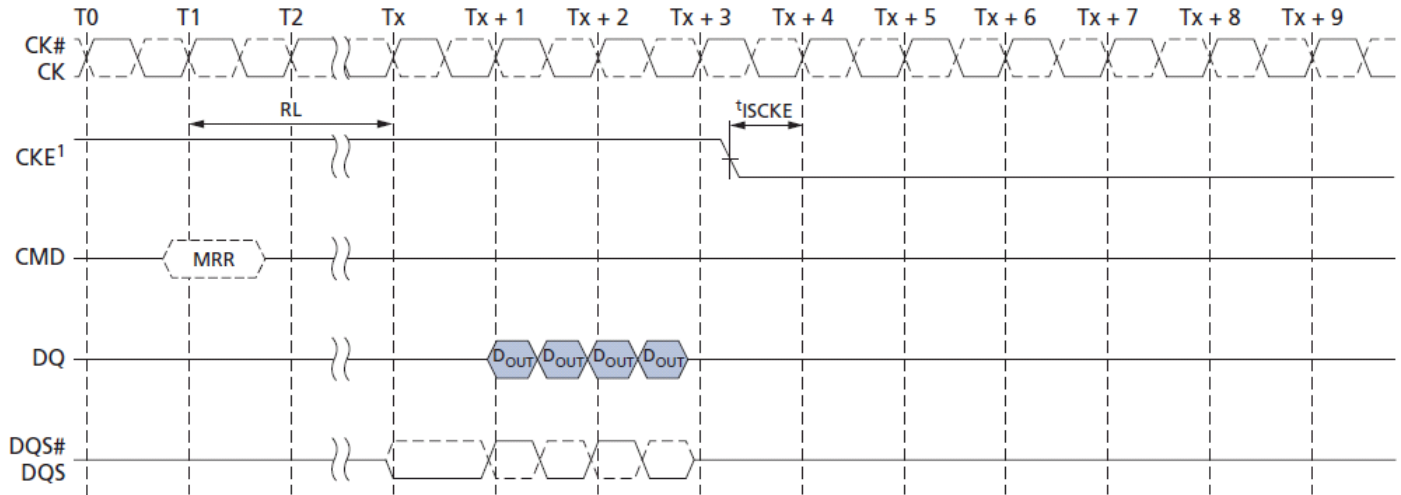 T0 T1 T2 Tx Tx + 1 Tx + 2 Tx + 3 Tx + 4 Tx + 5 Tx + 6 Tx + 7 Tx + 8 Tx + 9
CK#
CK
RL
tISCKE
CKE1
CMD
MRR
DQ
DOUT DOUT DOUT DOUT
DQS#
DQS